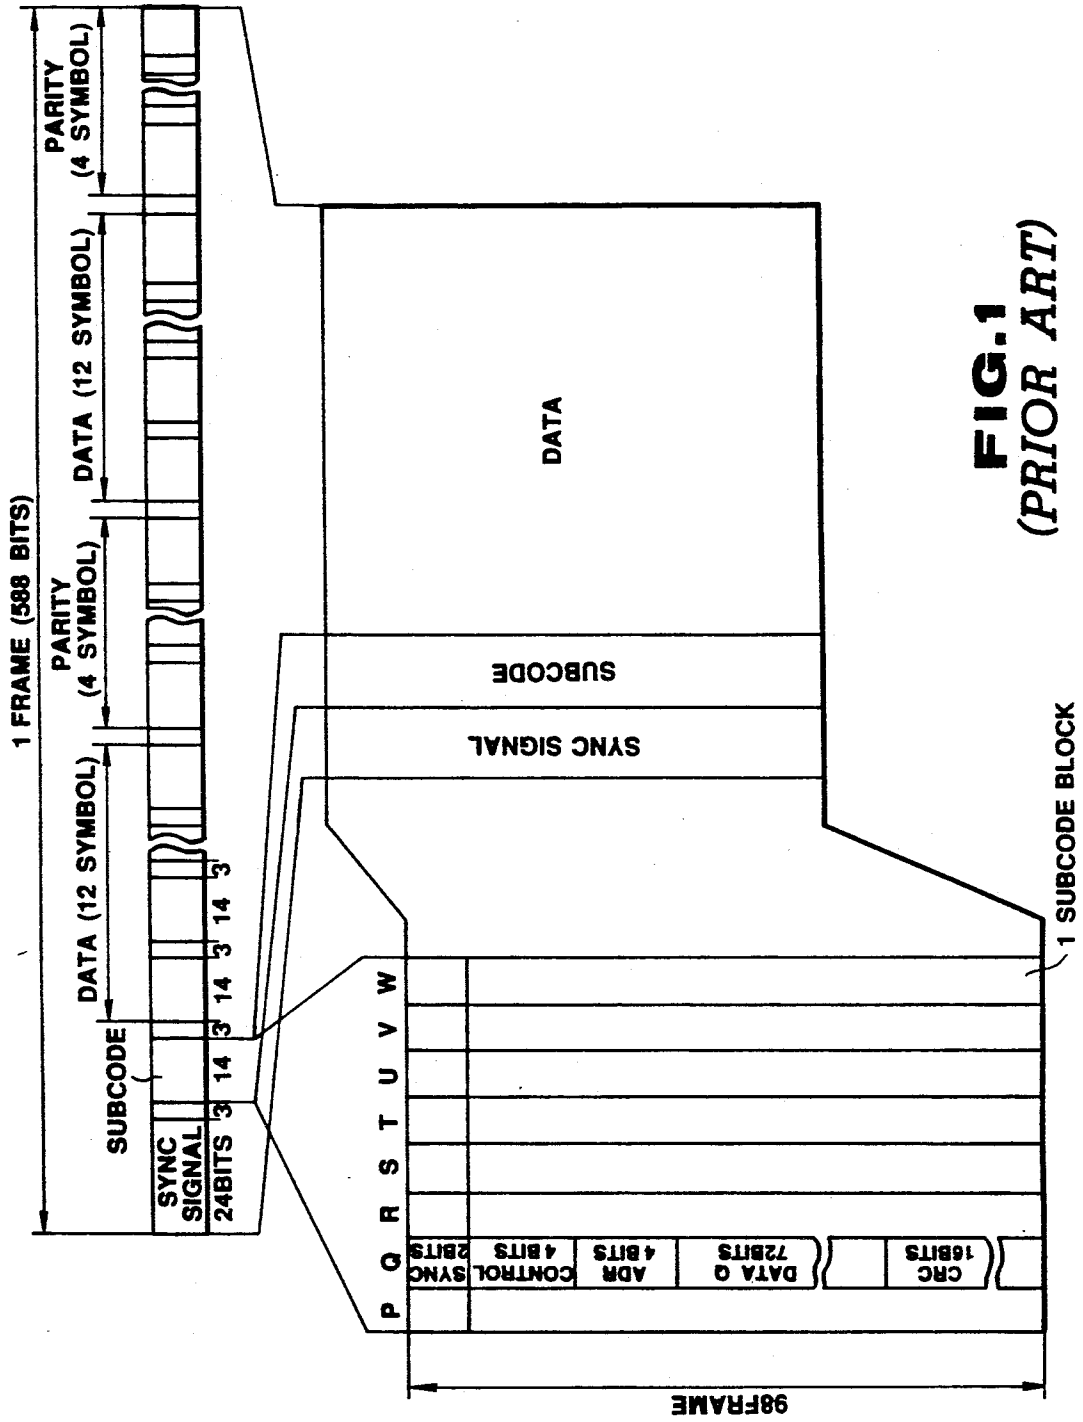 1 FRAME (588 BITS)
DATA (12 SYMBOL)
PARITY
(4 SYMBOL)
DATA (12 SYMBOL)
PARITY
(4 SYMBOL)
SUBCODE
SYNC
SIGNAL
24BITS 3 14 3 14 3 14 3
P Q R S T U V W
SYNC
2BITS
CONTROL
4 BITS
ADR
4 BITS
DATA Q
72BITS
CRC
16BITS
98FRAME
SYNC SIGNAL
SUBCODE
DATA
1 SUBCODE BLOCK
FIG.1
(PRIOR ART)